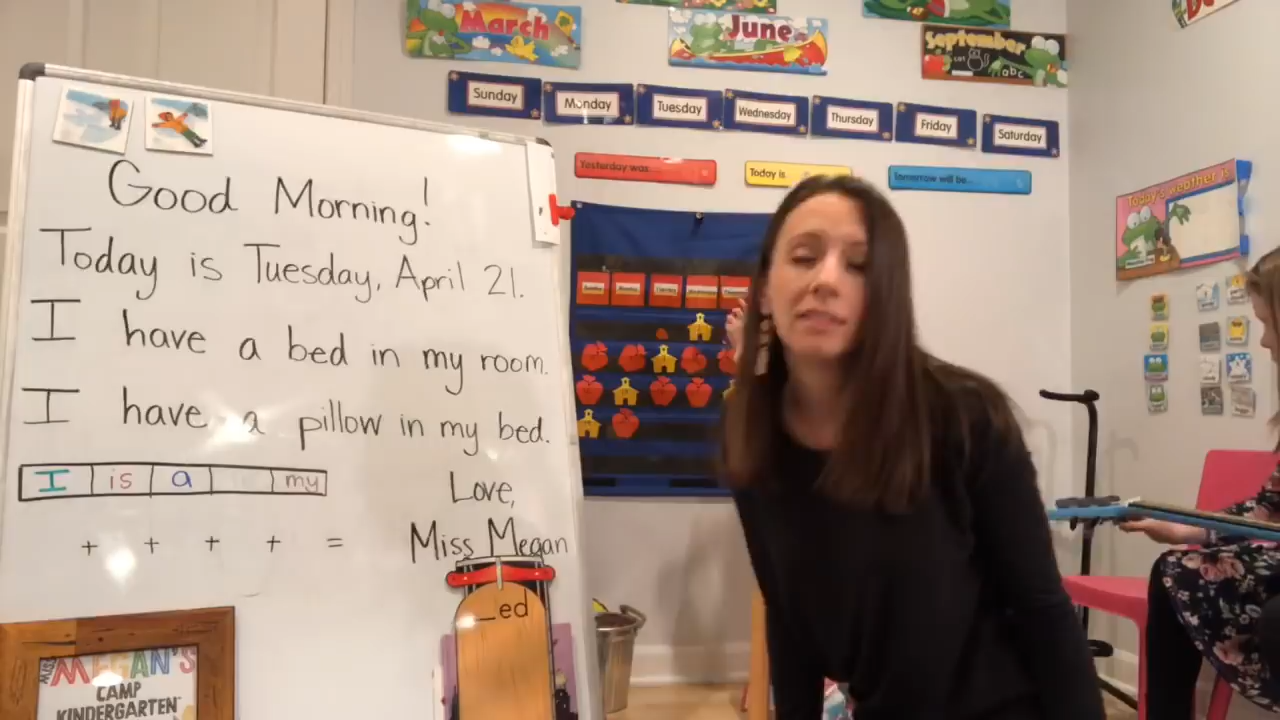 March
June
September
abc
Sunday Monday Tuesday Wednesday Thursday Friday Saturday
Yesterday was... Today is Tomorrow will be...
Today's weather is
Good Morning!
Today is Tuesday, April 21.
I have a bed in my room.
I have a pillow in my bed.
I is a my
Love,
+ + + + =
Miss Megan
_ed
MISS MEGAN'S
CAMP
KINDERGARTEN